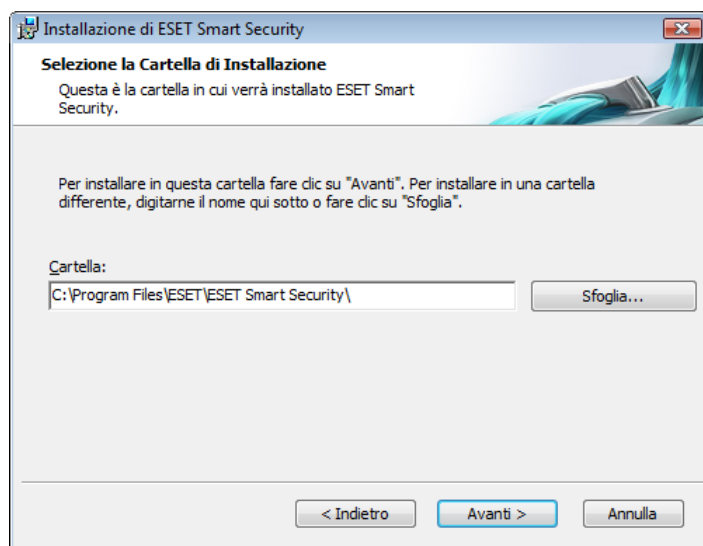 Installazione di ESET Smart Security
Selezione la Cartella di Installazione
Questa è la cartella in cui verrà installato ESET Smart
Security.
Per installare in questa cartella fare clic su "Avanti". Per installare in una cartella
differente, digitarne il nome qui sotto o fare clic su "Sfoglia".
Cartella:
C:\Program Files\ESET\ESET Smart Security\
Sfoglia...
< Indietro
Avanti >
Annulla